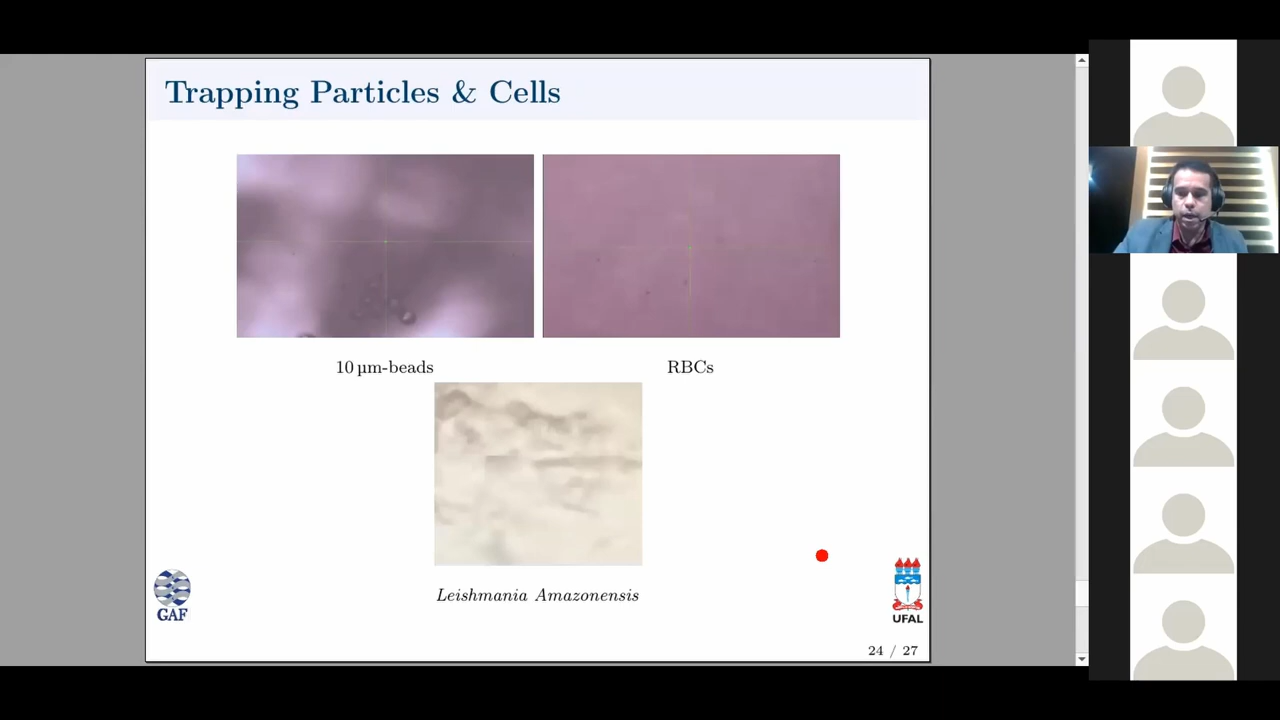 Trapping Particles & Cells
10 µm-beads
RBCs
Leishmania Amazonensis
GAF
UFAL
24 / 27